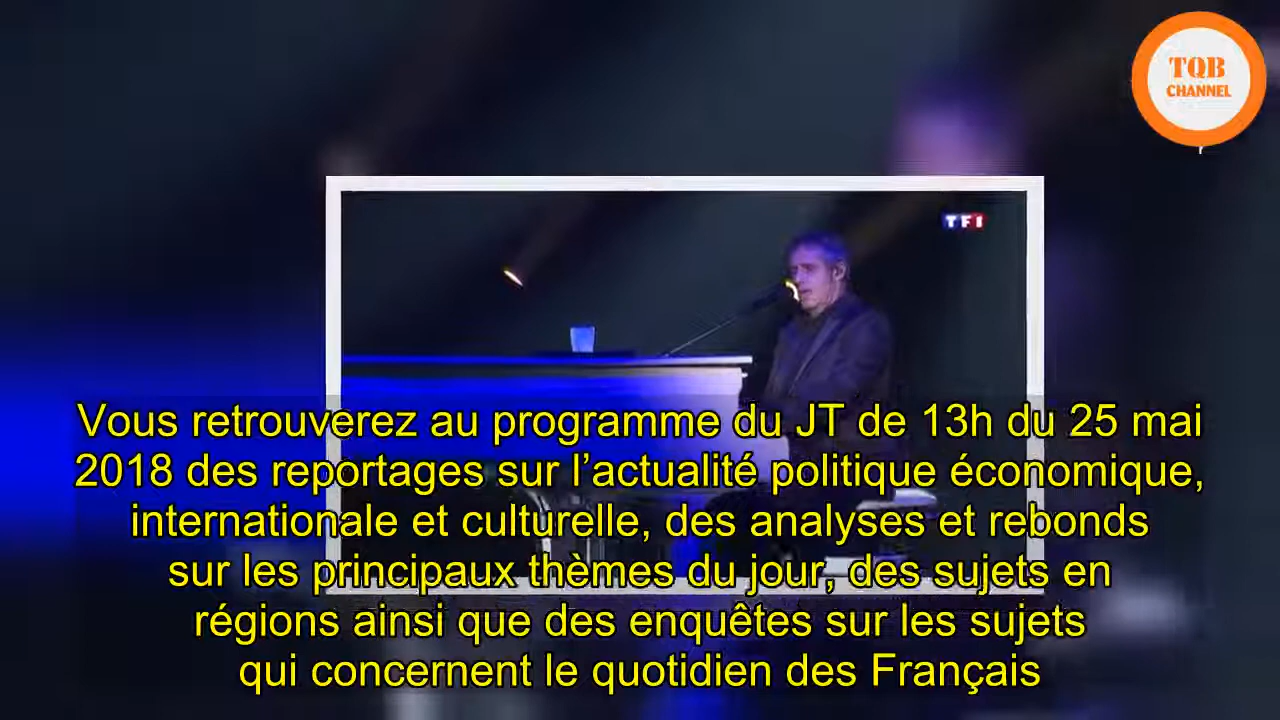 TQB
CHANNEL
TF1
Vous retrouverez au programme du JT de 13h du 25 mai
2018 des reportages sur l’actualité politique économique,
internationale et culturelle, des analyses et rebonds
sur les principaux thèmes du jour, des sujets en
régions ainsi que des enquêtes sur les sujets
qui concernent le quotidien des Français